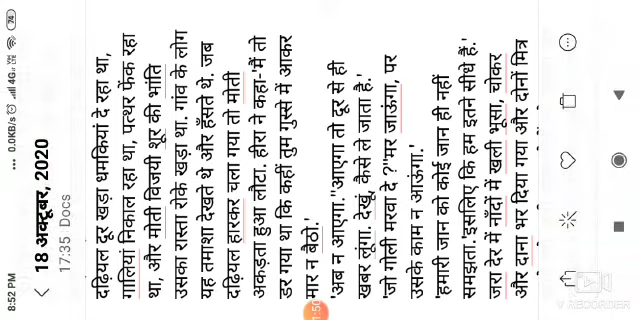 8:52 PM ... 0.0KB/s 4G 74
18 अक्टूबर, 2020
17:35 Docs
दढ़ियल दूर खड़ा धमकियां दे रहा था,
गालियां निकाल रहा था, पत्थर फेंक रहा
था, और मोती विजयी शूर की भांति
उसका रास्ता रोके खड़ा था. गांव के लोग
यह तमाशा देखते थे और हँसते थे. जब
दढ़ियल हारकर चला गया तो मोती
अकड़ता हुआ लौटा. हीरा ने कहा-'मैं तो
डर गया था कि कहीं तुम गुस्से में आकर
मार न बैठो.'
'अब न आएगा.''आएगा तो दूर से ही
खबर लूंगा. देखूं, कैसे ले जाता है.'
'जो गोली मरवा दे ?''मर जाऊंगा, पर
उसके काम न आऊंगा.'
'हमारी जान को कोई जान ही नहीं
समझता.'इसलिए कि हम इतने सीधे हैं.'
जरा देर में नाँदों में खली भूसा, चोकर
और दाना भर दिया गया और दोनों मित्र
1:50
V RECORDER